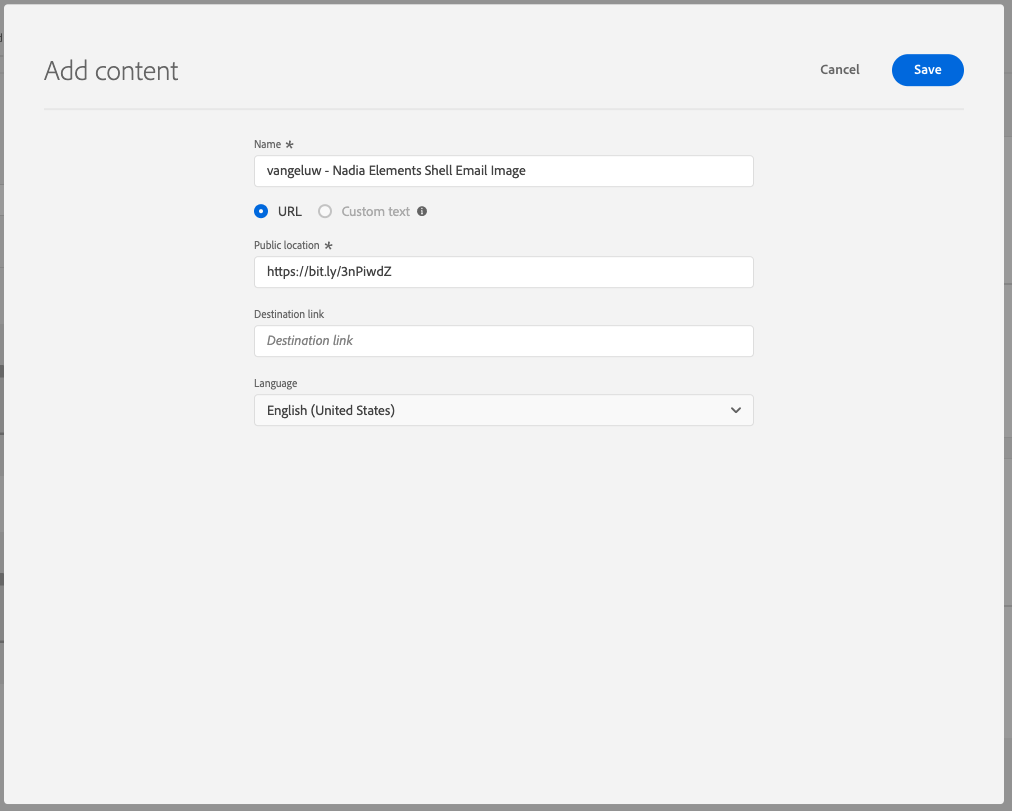 Add content
Cancel
Save
Name *
vangeluw - Nadia Elements Shell Email Image
URL
Custom text
Public location *
https://bit.ly/3nPiwdZ
Destination link
Destination link
Language
English (United States)